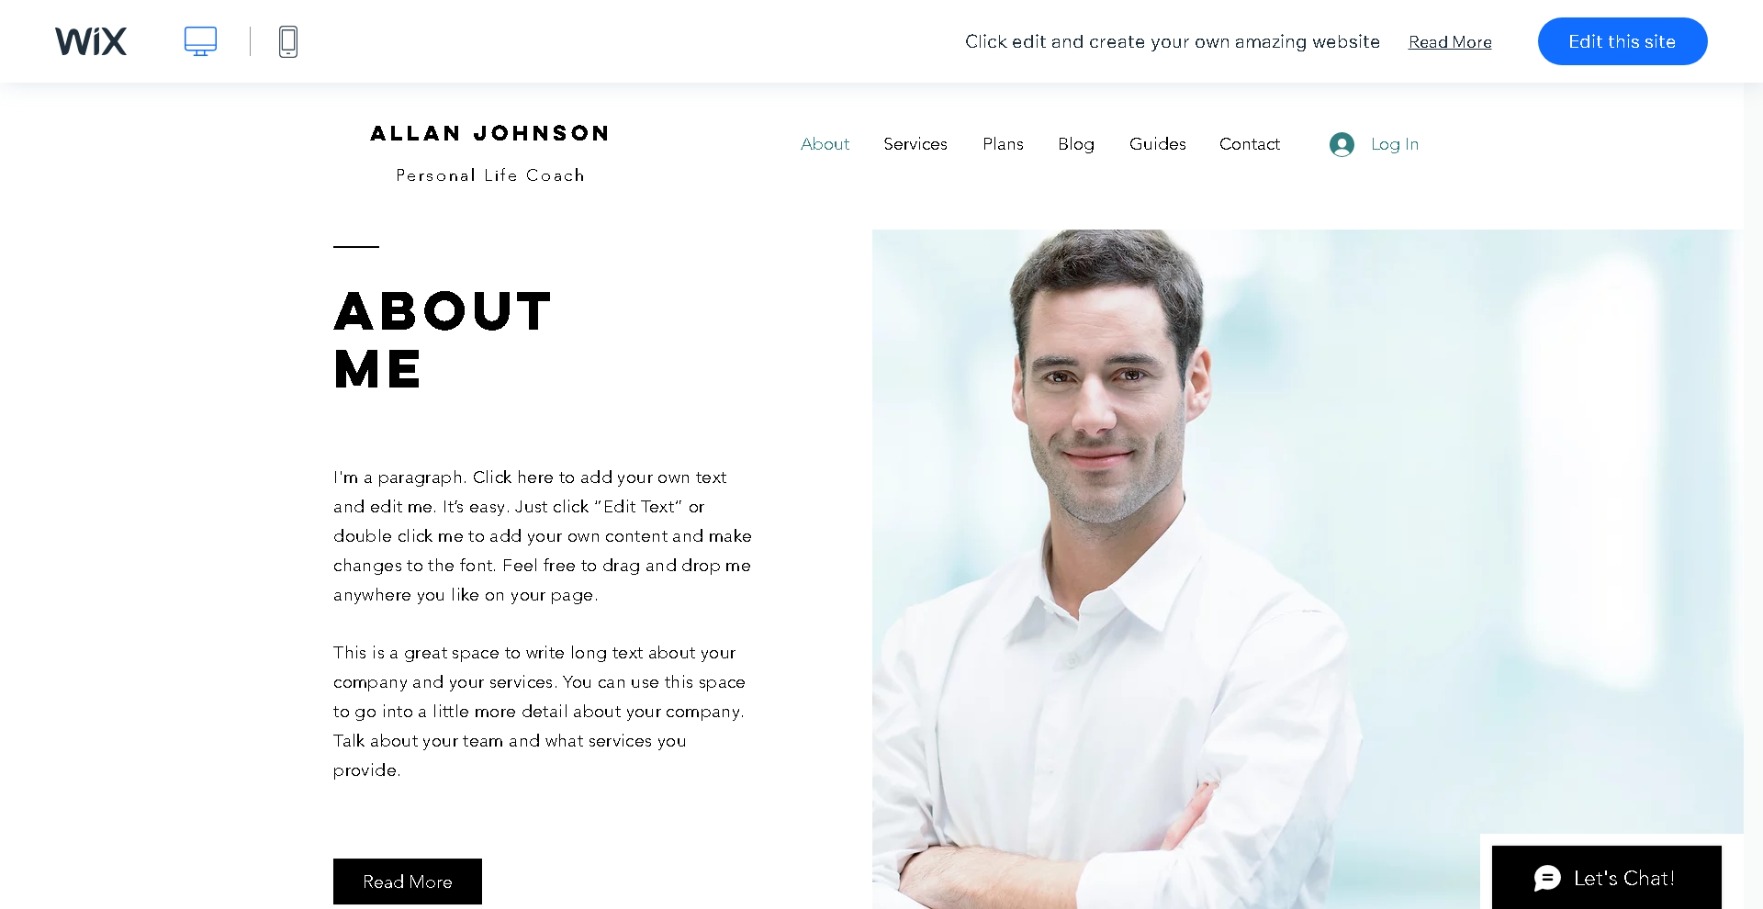 WiX
Click edit and create your own amazing website
Read More
Edit this site
ALLAN JOHNSON
Personal Life Coach
About
Services
Plans
Blog
Guides
Contact
Log In
ABOUT
ME
I'm a paragraph. Click here to add your own text
and edit me. It’s easy. Just click “Edit Text” or
double click me to add your own content and make
changes to the font. Feel free to drag and drop me
anywhere you like on your page.
This is a great space to write long text about your
company and your services. You can use this space
to go into a little more detail about your company.
Talk about your team and what services you
provide.
Read More
Let's Chat!